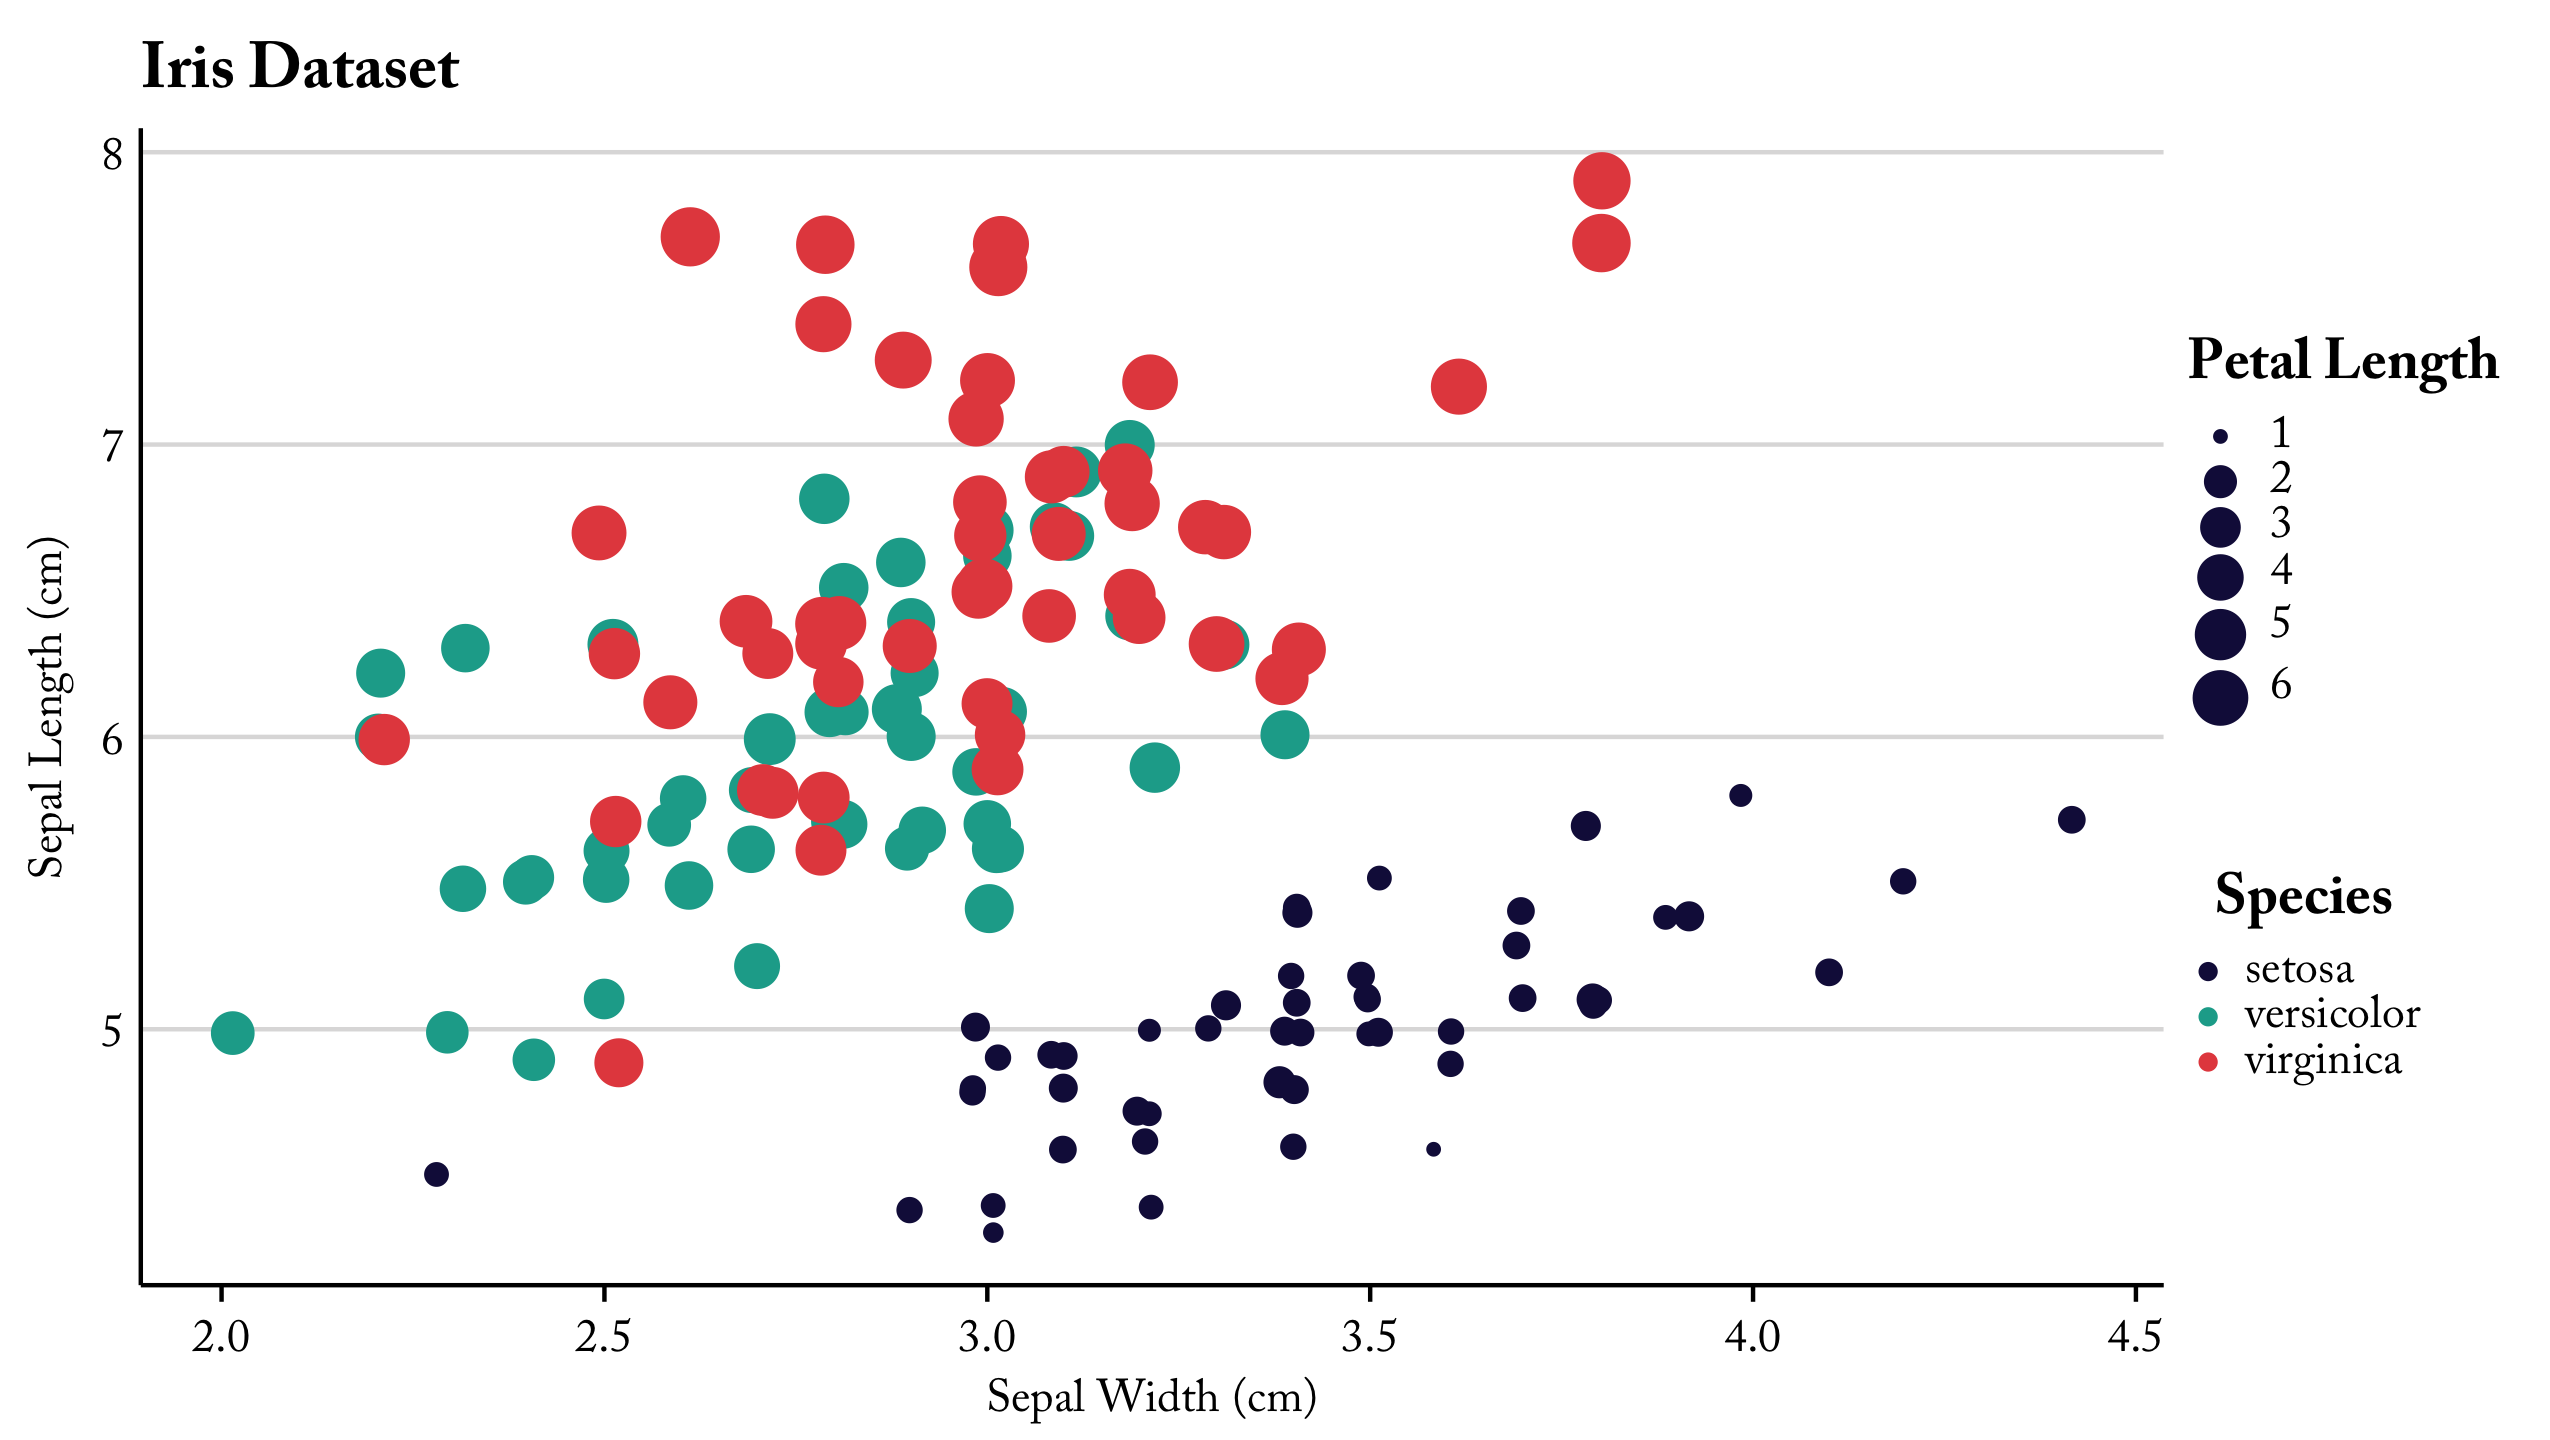 Iris Dataset
8
7
6
5
Sepal Length (cm)
2.0
2.5
3.0
3.5
4.0
4.5
Sepal Width (cm)
Petal Length
1
2
3
4
5
6
Species
setosa
versicolor
virginica